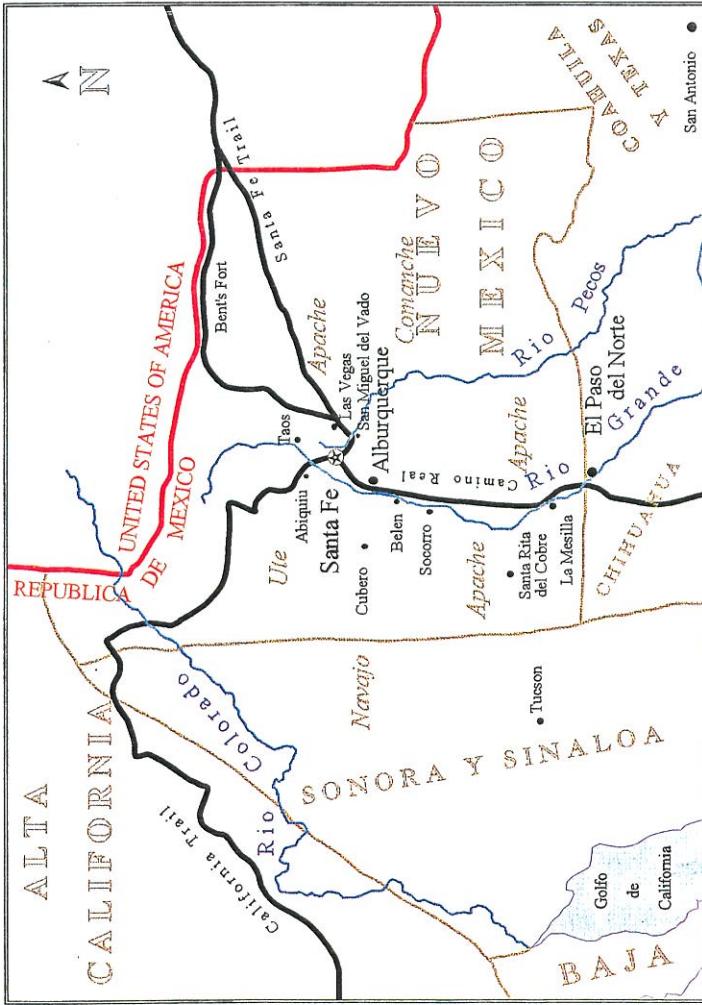 ALTA
CALIFORNIA
REPUBLICA
DE
MEXICO
UNITED STATES OF AMERICA
N
California Trail
Rio Colorado
Ute
Abiquiu
Taos
Bent's Fort
Santa Fe Trail
Apache
Santa Fe
Las Vegas
San Miguel del Vado
Navajo
Cubero
Alburquerque
Comanche
NUEVO
MEXICO
Belen
Socorro
Camino Real
Apache
Apache
Rio Pecos
SONORA Y SINALOA
Tucson
Santa Rita
del Cobre
La Mesilla
Rio Grande
El Paso
del Norte
CHIHUAHUA
COAHUILA
Y TEXAS
San Antonio
Golfo
de
California
BAJA